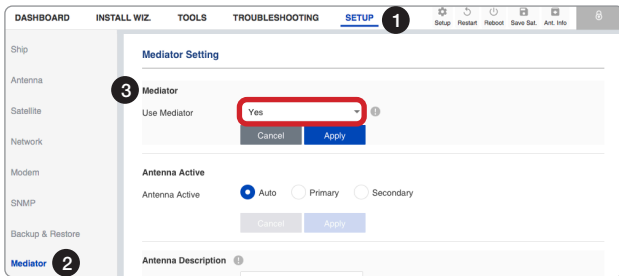 DASHBOARD INSTALL WIZ. TOOLS TROUBLESHOOTING SETUP 1 Setup Restart Reboot Save Sat. Ant. Info
Ship
Mediator Setting
Antenna
3 Mediator
Satellite
Use Mediator Yes
Cancel Apply
Network
Modem
Antenna Active
Antenna Active Auto Primary Secondary
SNMP
Cancel Apply
Backup & Restore
Mediator 2
Antenna Description